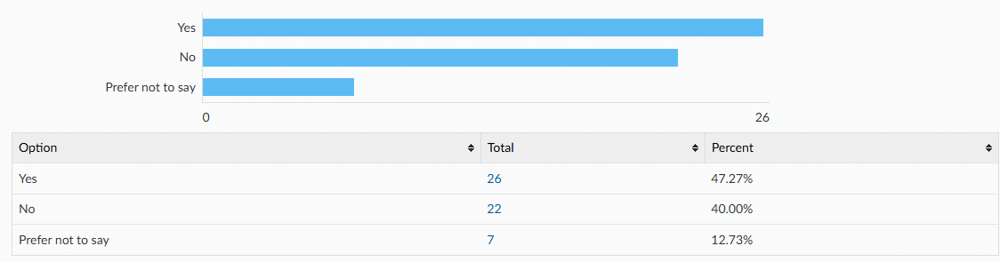 Yes
No
Prefer not to say
0 26
Option Total Percent
Yes 26 47.27%
No 22 40.00%
Prefer not to say 7 12.73%